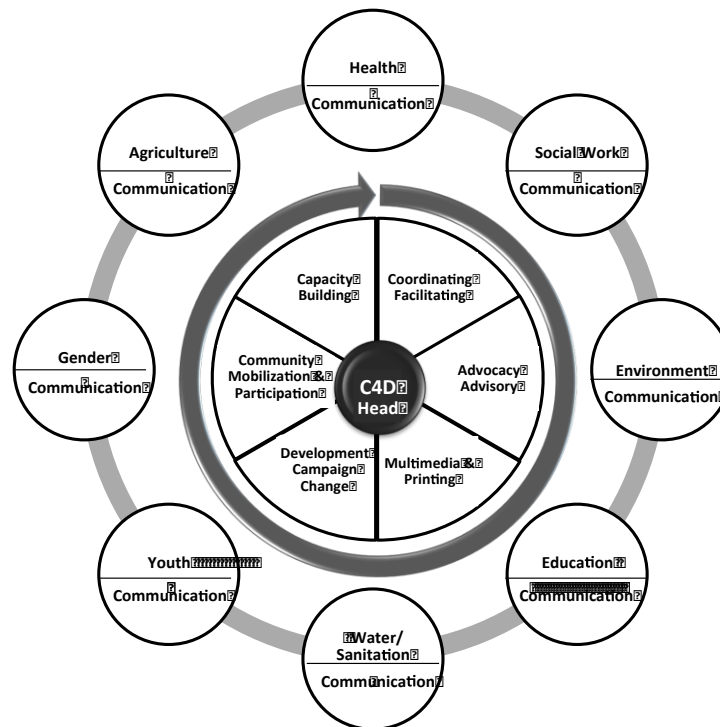 Health
Communication
Social Work
Communication
Environment
Communication
Education
Communication
Water/
Sanitation
Communication
Youth
Communication
Gender
Communication
Agriculture
Communication
Capacity
Building
Coordinating
Facilitating
Advocacy
Advisory
Multimedia &
Printing
Development
Campaign
Change
Community
Mobilization &
Participation
C4D
Head